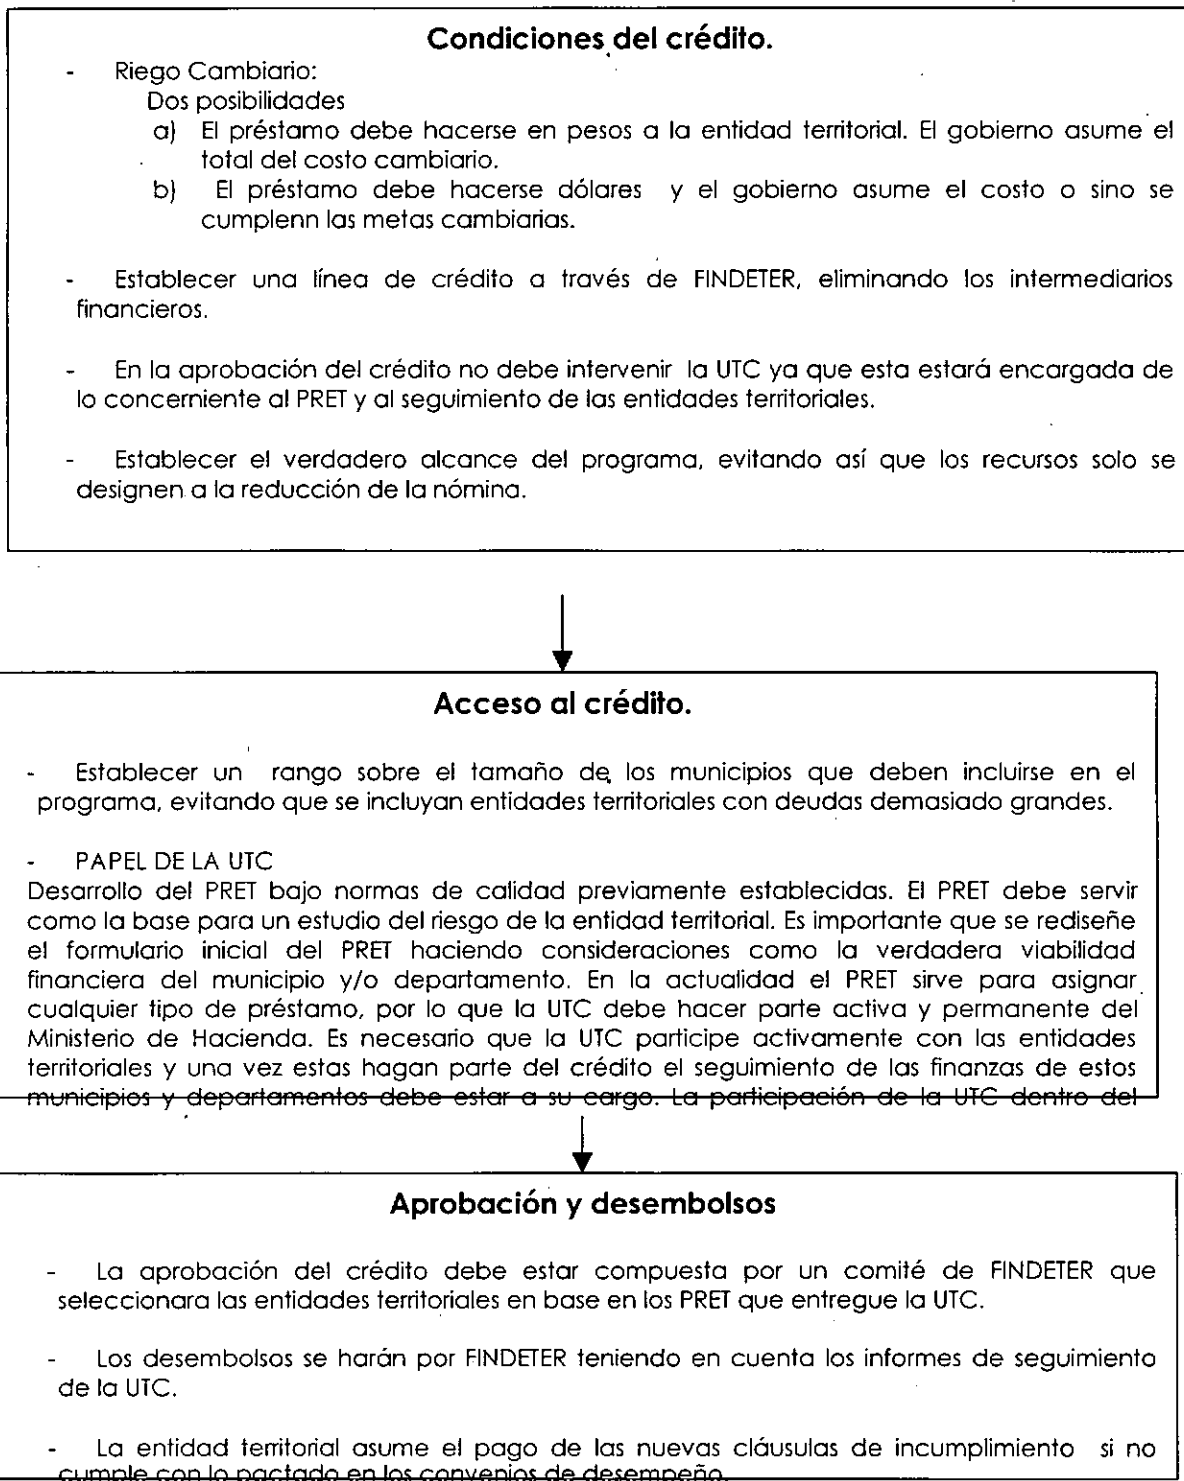 Condiciones del crédito.
- Riego Cambiario:
Dos posibilidades
a) El préstamo debe hacerse en pesos a la entidad territorial. El gobierno asume el
total del costo cambiario.
b) El préstamo debe hacerse dólares y el gobierno asume el costo o sino se
cumplenn las metas cambiarias.
- Establecer una línea de crédito a través de FINDETER, eliminando los intermediarios
financieros.
- En la aprobación del crédito no debe intervenir la UTC ya que esta estará encargada de
lo concerniente al PRET y al seguimiento de las entidades territoriales.
- Establecer el verdadero alcance del programa, evitando así que los recursos solo se
designen a la reducción de la nómina.
Acceso al crédito.
- Establecer un rango sobre el tamaño de los municipios que deben incluirse en el
programa, evitando que se incluyan entidades territoriales con deudas demasiado grandes.
- PAPEL DE LA UTC
Desarrollo del PRET bajo normas de calidad previamente establecidas. El PRET debe servir
como la base para un estudio del riesgo de la entidad territorial. Es importante que se rediseñe
el formulario inicial del PRET haciendo consideraciones como la verdadera viabilidad
financiera del municipio y/o departamento. En la actualidad el PRET sirve para asignar
cualquier tipo de préstamo, por lo que la UTC debe hacer parte activa y permanente del
Ministerio de Hacienda. Es necesario que la UTC participe activamente con las entidades
territoriales y una vez estas hagan parte del crédito el seguimiento de las finanzas de estos
municipios y departamentos debe estar a su cargo. La participación de la UTC dentro del
Aprobación y desembolsos
- La aprobación del crédito debe estar compuesta por un comité de FINDETER que
seleccionara las entidades territoriales en base en los PRET que entregue la UTC.
- Los desembolsos se harán por FINDETER teniendo en cuenta los informes de seguimiento
de la UTC.
- La entidad territorial asume el pago de las nuevas cláusulas de incumplimiento si no
cumple con lo pactado en los convenios de desempeño.